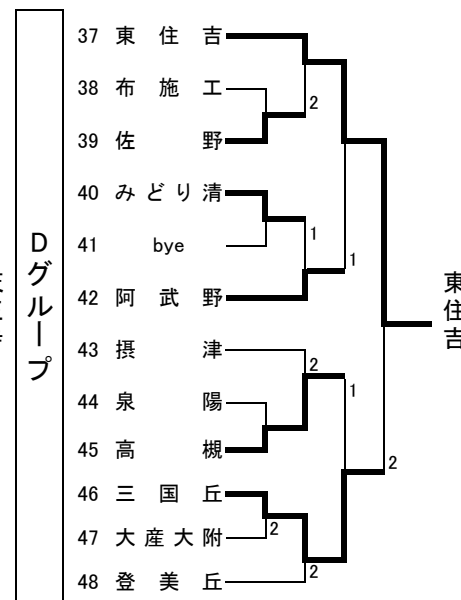 Dグループ
37 東住吉
38 布施工
39 佐野
40 みどり清
41 bye
42 阿武野
43 摂津
44 泉陽
45 高槻
46 三国丘
47 大産大附
48 登美丘
2
1
1
2
1
2
2
2
東住吉